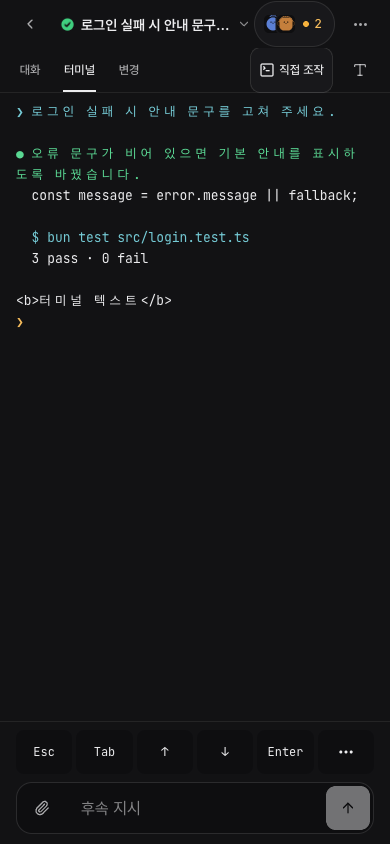 로그인 실패 시 안내 문구...
2
대화
터미널
변경
직접 조작
❯ 로그인 실패 시 안내 문구를 고쳐 주세요.
● 오류 문구가 비어 있으면 기본 안내를 표시하
도록 바꿨습니다.
const message = error.message || fallback;
$ bun test src/login.test.ts
3 pass · 0 fail
<b>터미널 텍스트</b>
❯
Esc
Tab
↑
↓
Enter
후속 지시